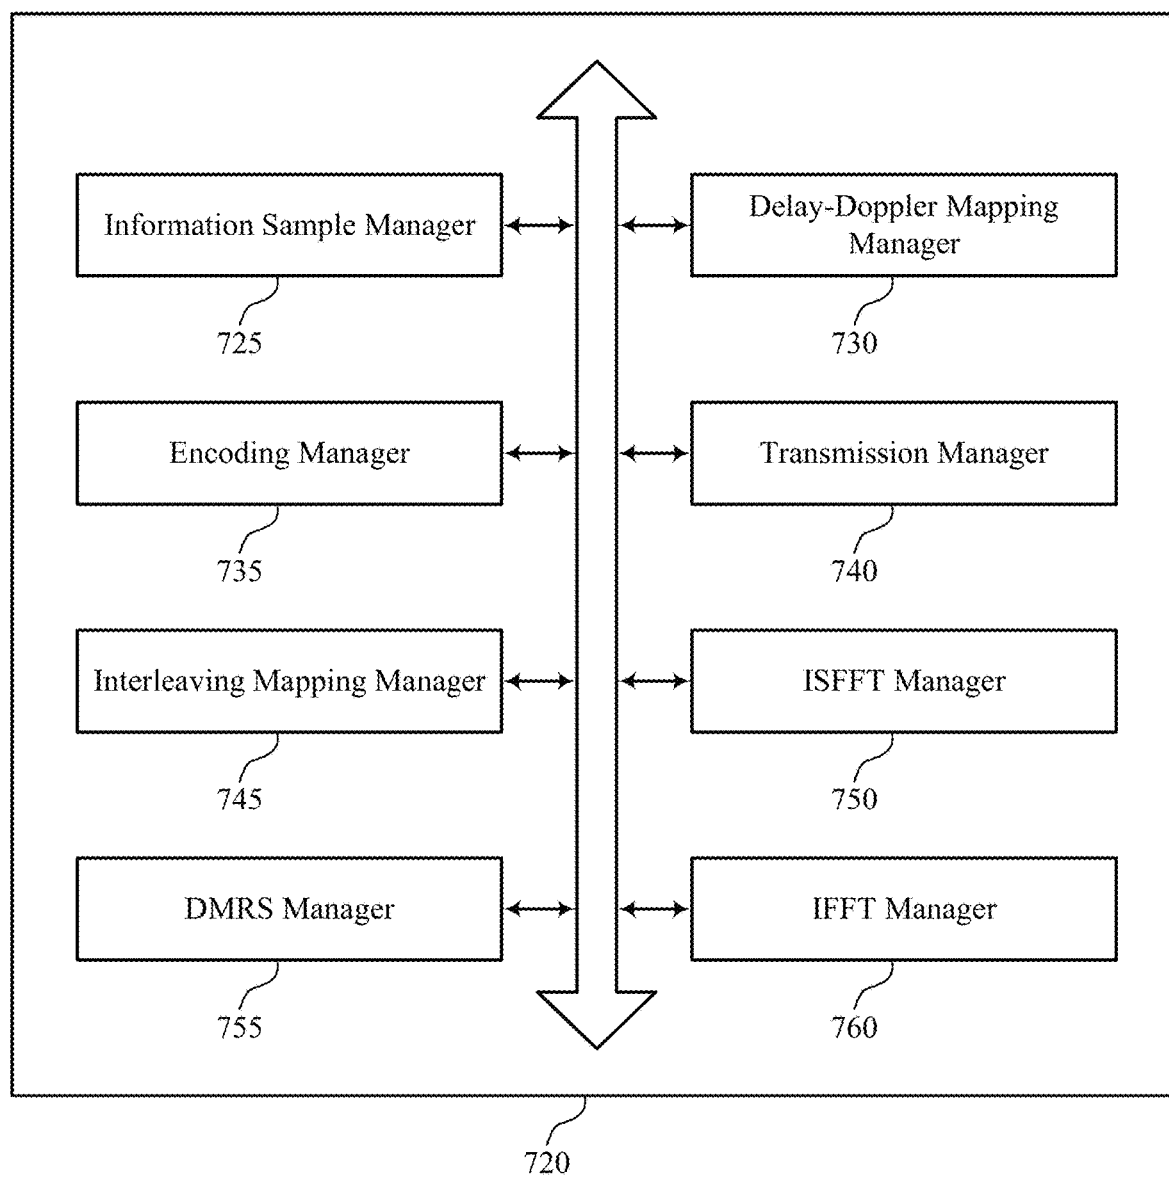 Information Sample Manager
725
Delay-Doppler Mapping
Manager
730
Encoding Manager
735
Transmission Manager
740
Interleaving Mapping Manager
745
ISFFT Manager
750
DMRS Manager
755
IFFT Manager
760
720